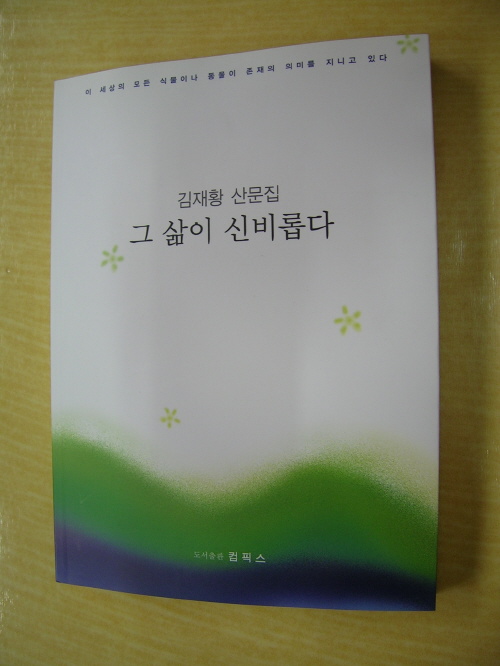 이 세상의 모든 식물이나 동물이 존재의 의미를 지니고 있다
김재황 산문집
그 삶이 신비롭다
도서출판 컴픽스